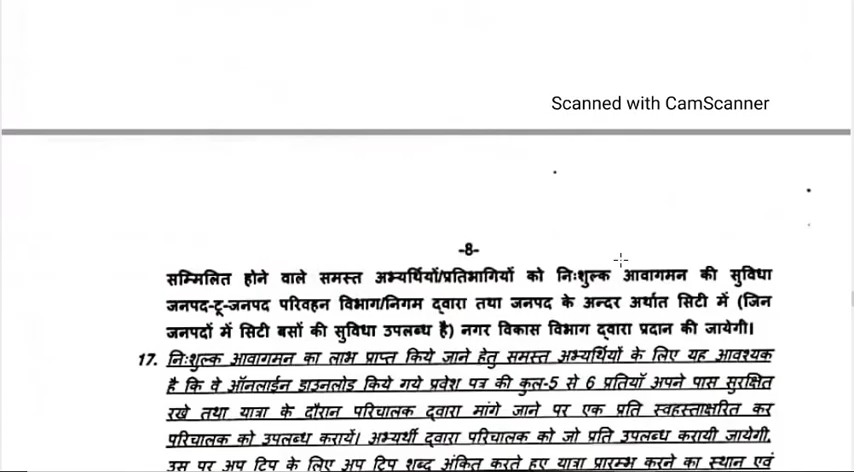 Scanned with CamScanner
-8-
सम्मिलित होने वाले समस्त अभ्यर्थियों/प्रतिभागियों को निःशुल्क आवागमन की सुविधा
जनपद-टू-जनपद परिवहन विभाग/निगम द्वारा तथा जनपद के अन्दर अर्थात सिटी में (जिन
जनपदों में सिटी बसों की सुविधा उपलब्ध है) नगर विकास विभाग द्वारा प्रदान की जायेगी।
17. निःशुल्क आवागमन का लाभ प्राप्त किये जाने हेतु समस्त अभ्यर्थियों के लिए यह आवश्यक
है कि वे ऑनलाईन डाउनलोड किये गये प्रवेश पत्र की कुल-5 से 6 प्रतियाँ अपने पास सुरक्षित
रखे तथा यात्रा के दौरान परिचालक द्वारा मांगे जाने पर एक प्रति स्वहस्ताक्षरित कर
परिचालक को उपलब्ध करायें। अभ्यर्थी द्वारा परिचालक को जो प्रति उपलब्ध करायी जायेगी,
उस पर अप ट्रिप के लिए अप ट्रिप शब्द अंकित करते हुए यात्रा प्रारम्भ करने का स्थान एवं